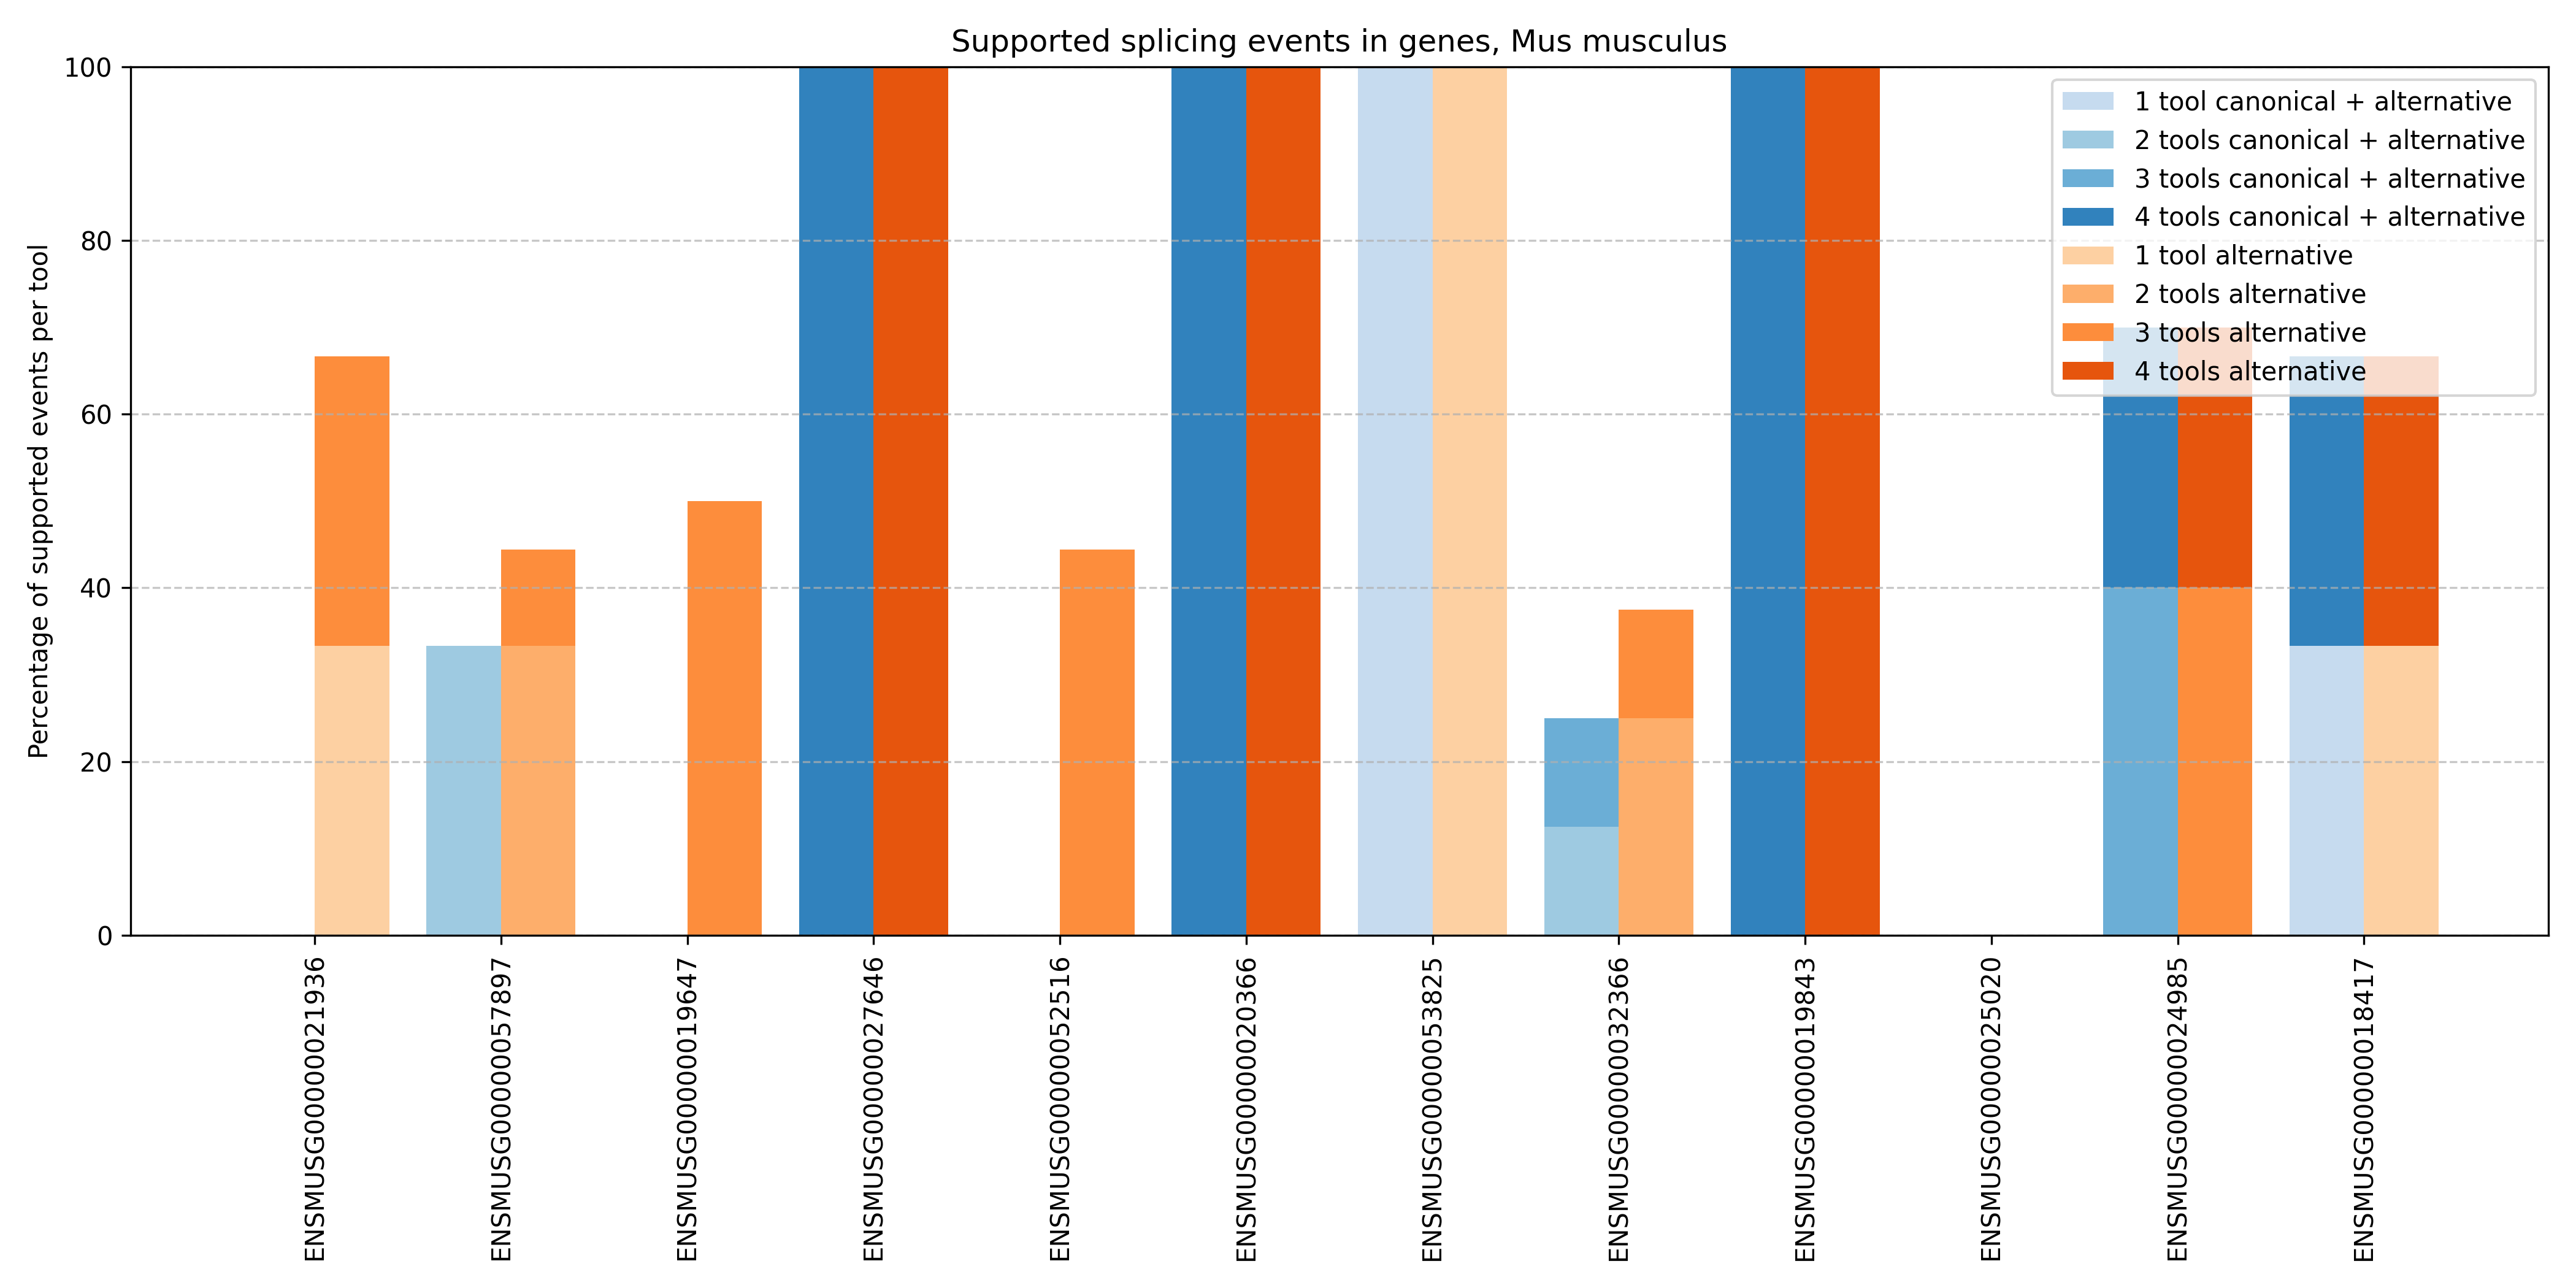 Supported splicing events in genes, Mus musculus
Percentage of supported events per tool
100
80
60
40
20
0
1 tool canonical + alternative
2 tools canonical + alternative
3 tools canonical + alternative
4 tools canonical + alternative
1 tool alternative
2 tools alternative
3 tools alternative
4 tools alternative
ENSMUSG00000021936
ENSMUSG00000057897
ENSMUSG00000019647
ENSMUSG00000027646
ENSMUSG00000052516
ENSMUSG00000020366
ENSMUSG00000053825
ENSMUSG00000032366
ENSMUSG00000019843
ENSMUSG00000025020
ENSMUSG00000024985
ENSMUSG00000018417